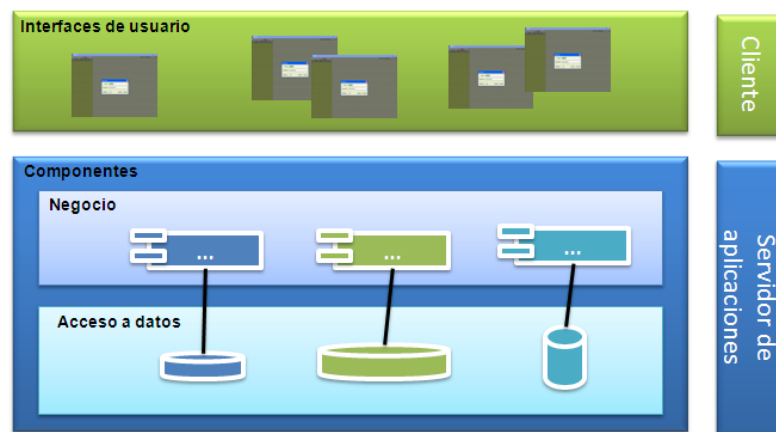 Interfaces de usuario
Cliente
Componentes
Negocio
...
...
...
Acceso a datos
Servidor de
aplicaciones